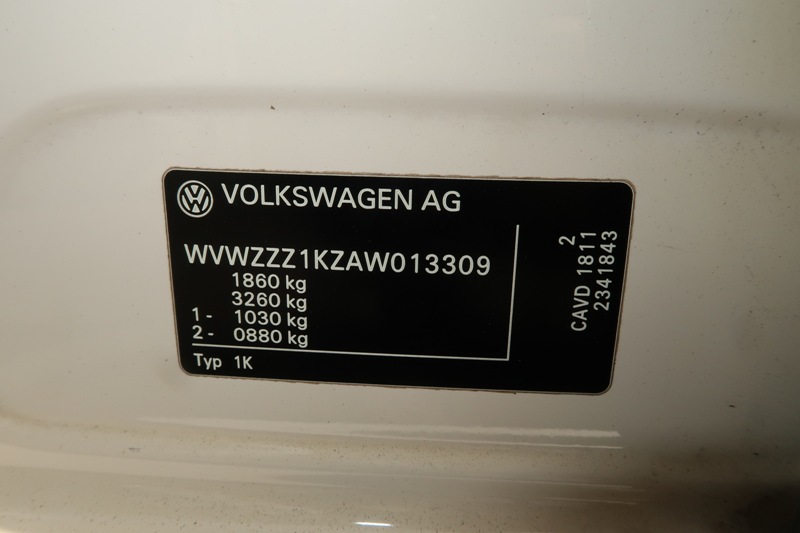 VOLKSWAGEN AG
WVWZZZ1KZAW013309
1860 kg
3260 kg
1- 1030 kg
2- 0880 kg
Typ 1K
2
CAVD 1811
2341843